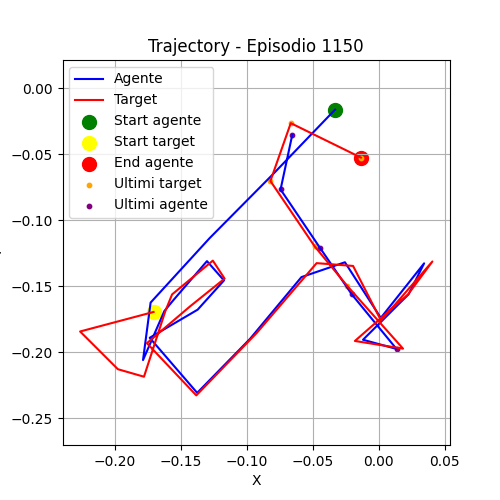 Trajectory - Episodio 1150
Agente
Target
Start agente
Start target
End agente
Ultimi target
Ultimi agente
0.00
−0.05
−0.10
−0.15
−0.20
−0.25
−0.20
−0.15
−0.10
−0.05
0.00
0.05
X